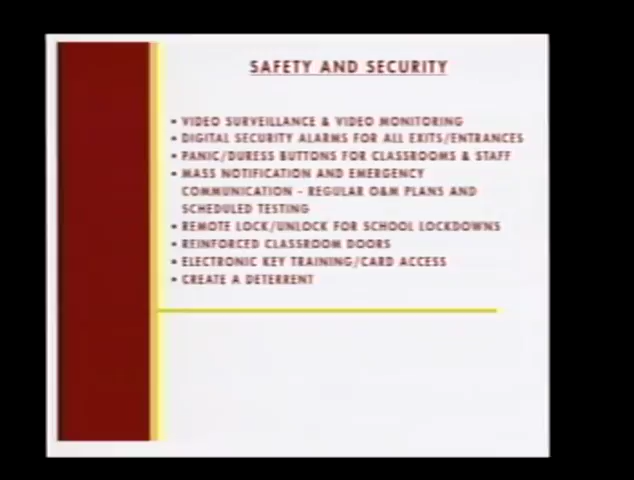 SAFETY AND SECURITY
• VIDEO SURVEILLANCE & VIDEO MONITORING
• DIGITAL SECURITY ALARMS FOR ALL EXITS/ENTRANCES
• PANIC/DURESS BUTTONS FOR CLASSROOMS & STAFF
• MASS NOTIFICATION AND EMERGENCY
COMMUNICATION - REGULAR O&M PLANS AND
SCHEDULED TESTING
• REMOTE LOCK/UNLOCK FOR SCHOOL LOCKDOWNS
• REINFORCED CLASSROOM DOORS
• ELECTRONIC KEY TRAINING/CARD ACCESS
• CREATE A DETERRENT